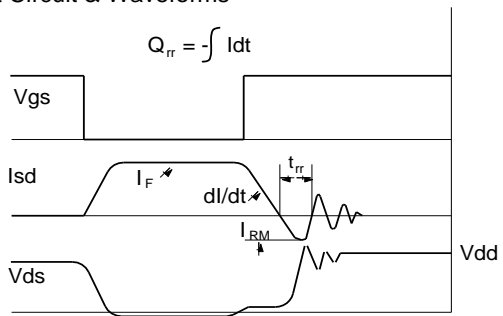 Circuit & Waveforms
Qrr = -∫ Idt
Vgs
Isd
IF
dI/dt
trr
IRM
Vds
Vdd